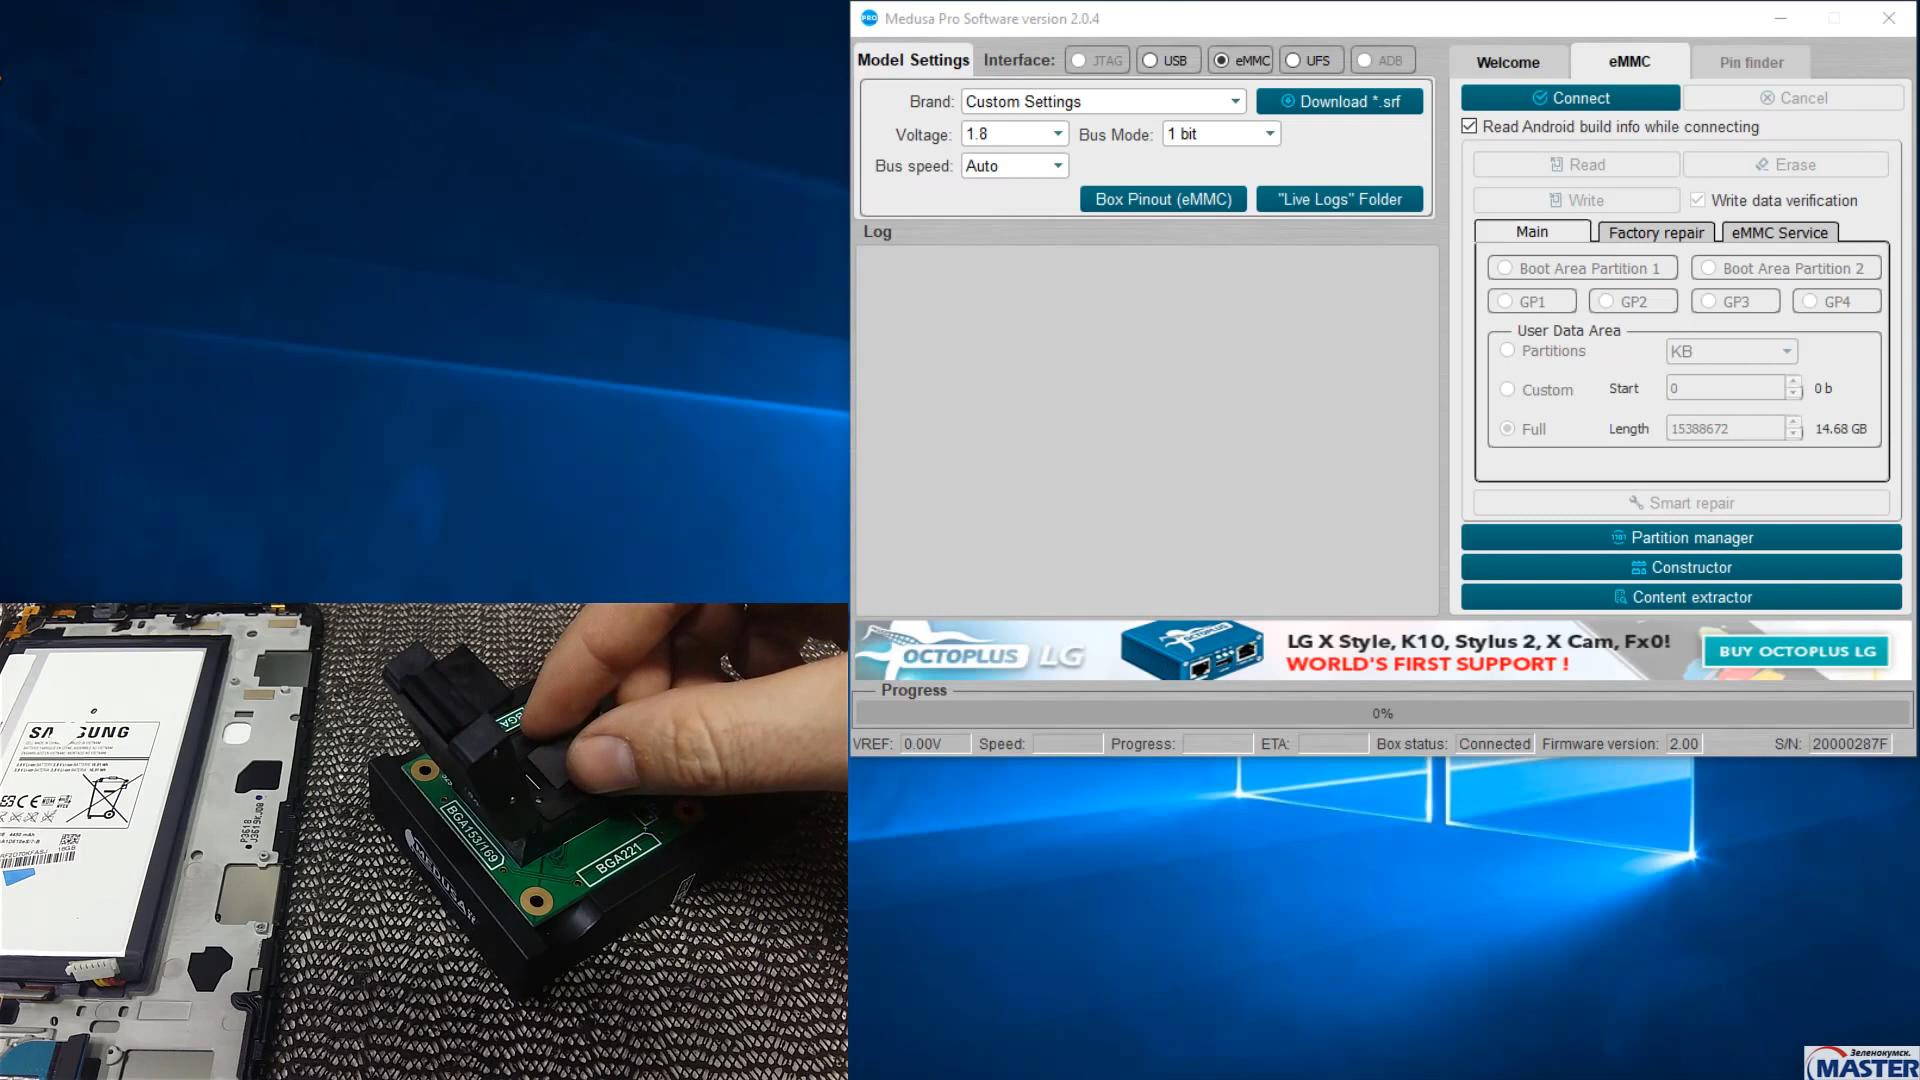 Medusa Pro Software version 2.0.4
Model Settings Interface: JTAG USB eMMC UFS ADB
Brand: Custom Settings Download *.srf
Voltage: 1.8 Bus Mode: 1 bit
Bus speed: Auto
Box Pinout (eMMC) "Live Logs" Folder
Log
Welcome eMMC Pin finder
Connect Cancel
Read Android build info while connecting
Read Erase
Write Write data verification
Main Factory repair eMMC Service
Boot Area Partition 1 Boot Area Partition 2
GP1 GP2 GP3 GP4
User Data Area
Partitions KB
Custom Start 0 0 b
Full Length 15388672 14.68 GB
Smart repair
Partition manager
Constructor
Content extractor
OCTOPLUS LG
OCTOPLUS
LG X Style, K10, Stylus 2, X Cam, Fx0!
WORLD'S FIRST SUPPORT !
BUY OCTOPLUS LG
Progress
0%
VREF: 0.00V Speed: Progress: ETA: Box status: Connected Firmware version: 2.00 S/N: 20000287F
SAMSUNG
BGA
BGA153/169
BGA221
MEDUSA
Зеленокумск.
MASTER